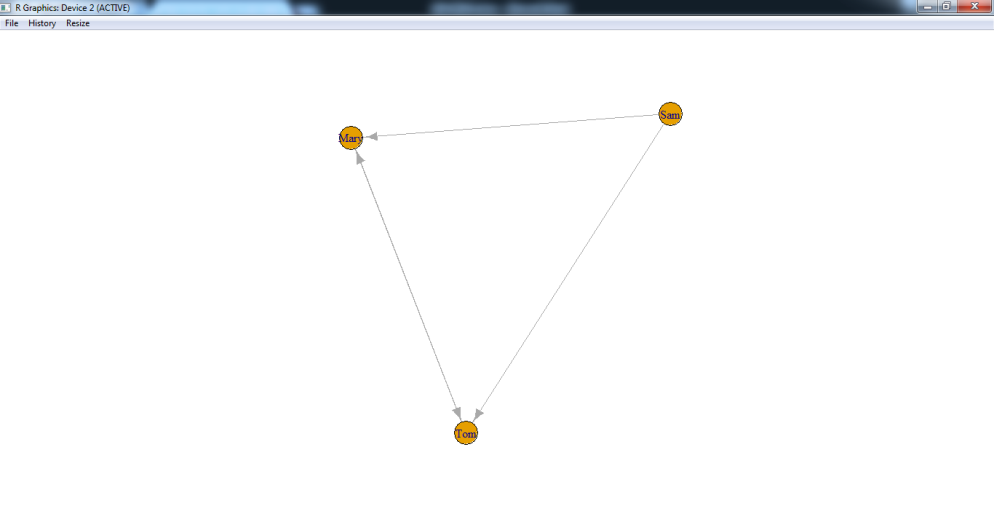 R Graphics: Device 2 (ACTIVE)
File History Resize
Sam
Mary
Tom